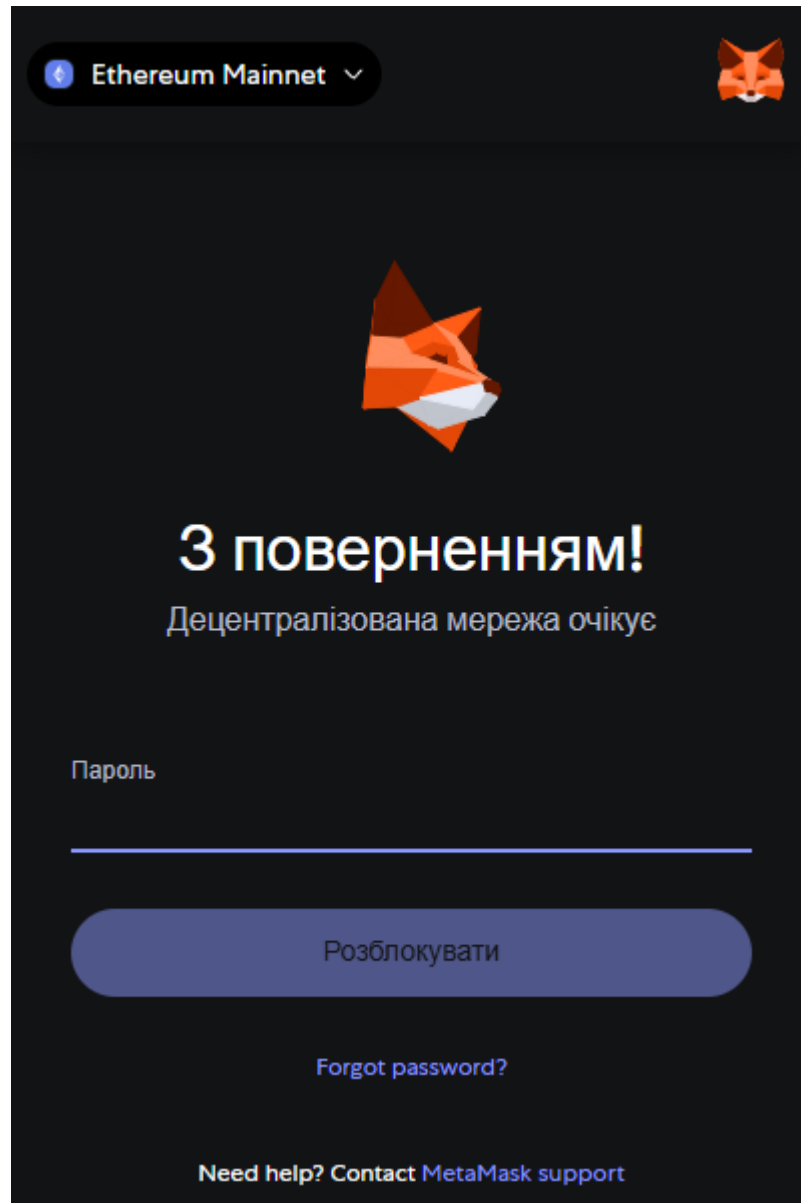 Ethereum Mainnet
З поверненням!
Децентралізована мережа очікує
Пароль
Розблокувати
Forgot password?
Need help? Contact MetaMask support